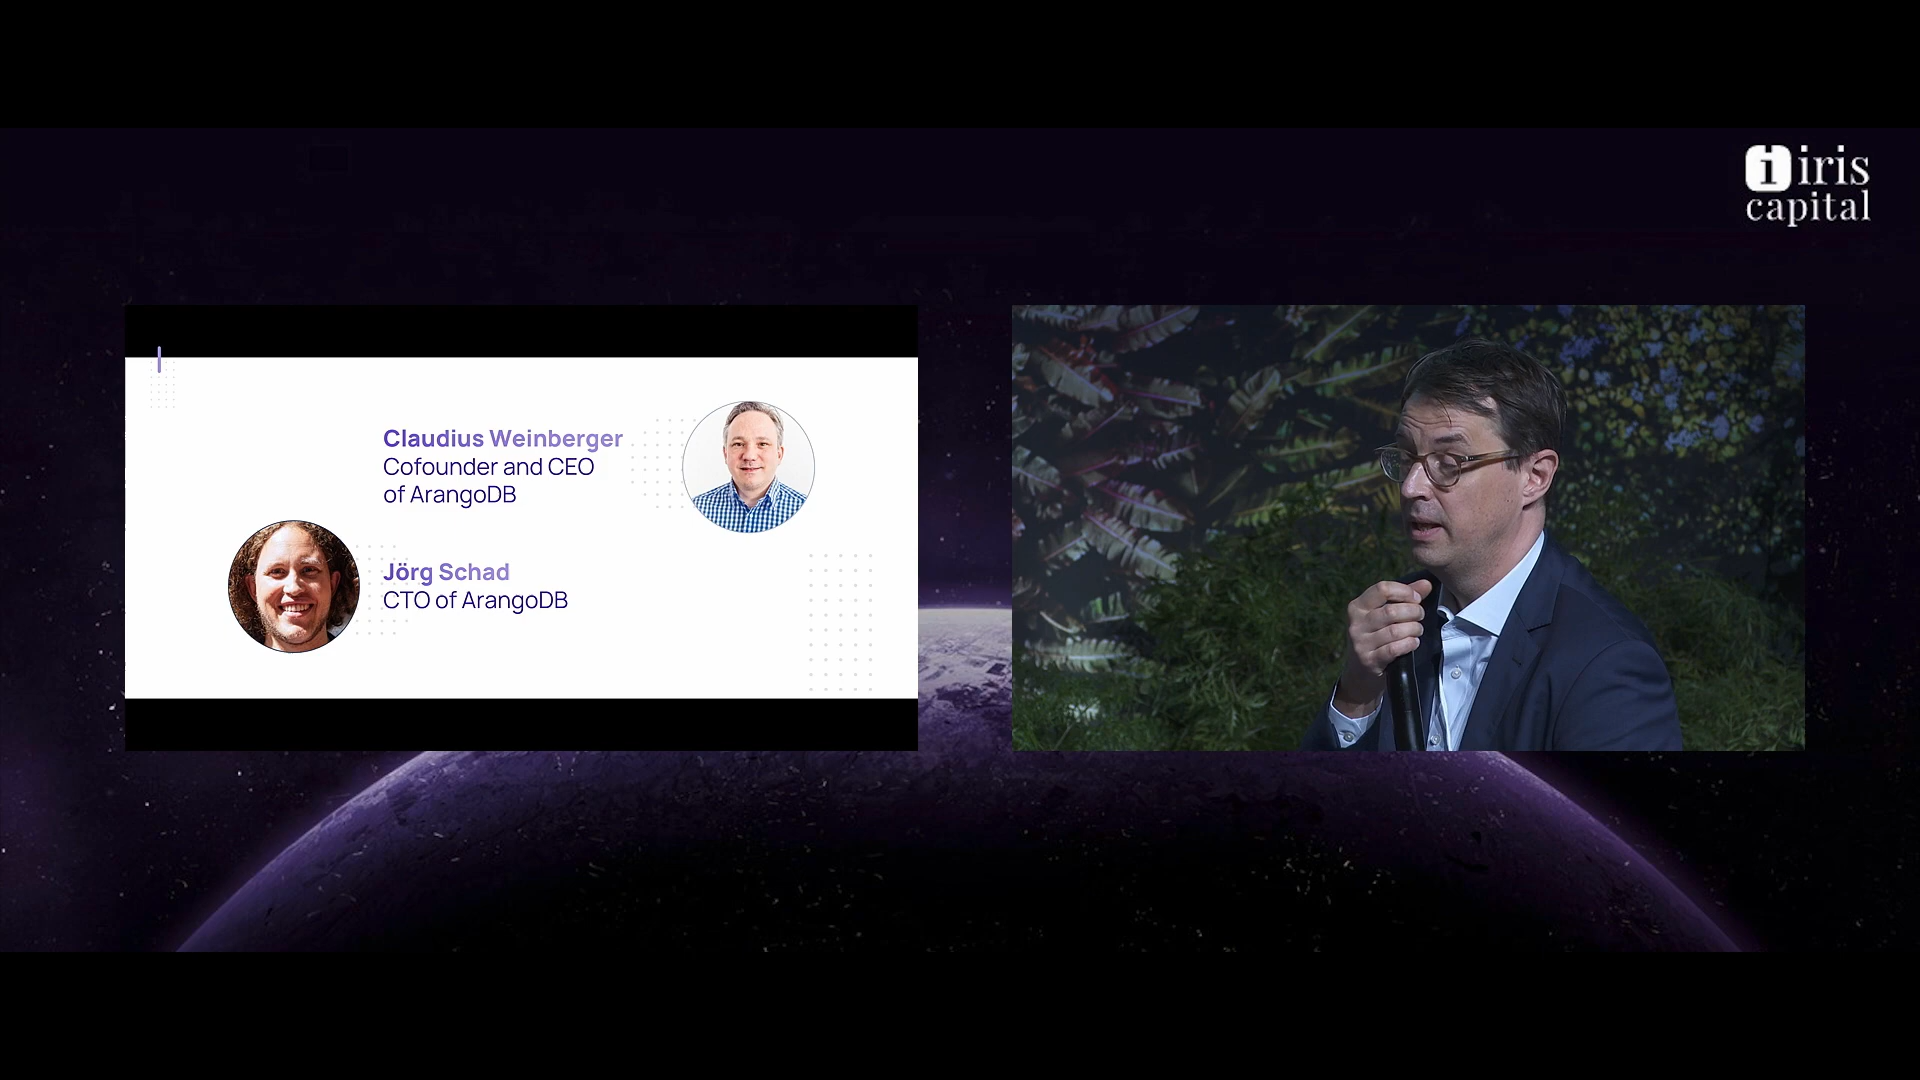 iris
capital
Claudius Weinberger
Cofounder and CEO
of ArangoDB
Jörg Schad
CTO of ArangoDB